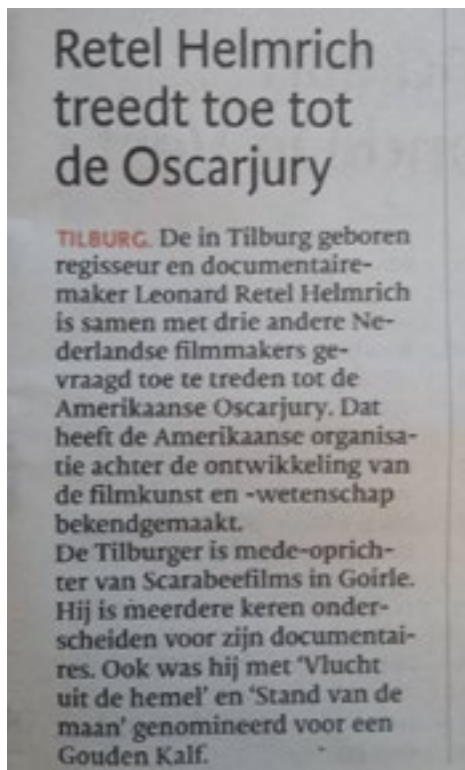 Retel Helmrich
treedt toe tot
de Oscarjury
TILBURG. De in Tilburg geboren
regisseur en documentaire-
maker Leonard Retel Helmrich
is samen met drie andere Ne-
derlandse filmmakers ge-
vraagd toe te treden tot de
Amerikaanse Oscarjury. Dat
heeft de Amerikaanse organisa-
tie achter de ontwikkeling van
de filmkunst en -wetenschap
bekendgemaakt.
De Tilburger is mede-oprich-
ter van Scarabeefilms in Goirle.
Hij is meerdere keren onder-
scheiden voor zijn documentai-
res. Ook was hij met ‘Vlucht
uit de hemel’ en ‘Stand van de
maan’ genomineerd voor een
Gouden Kalf.